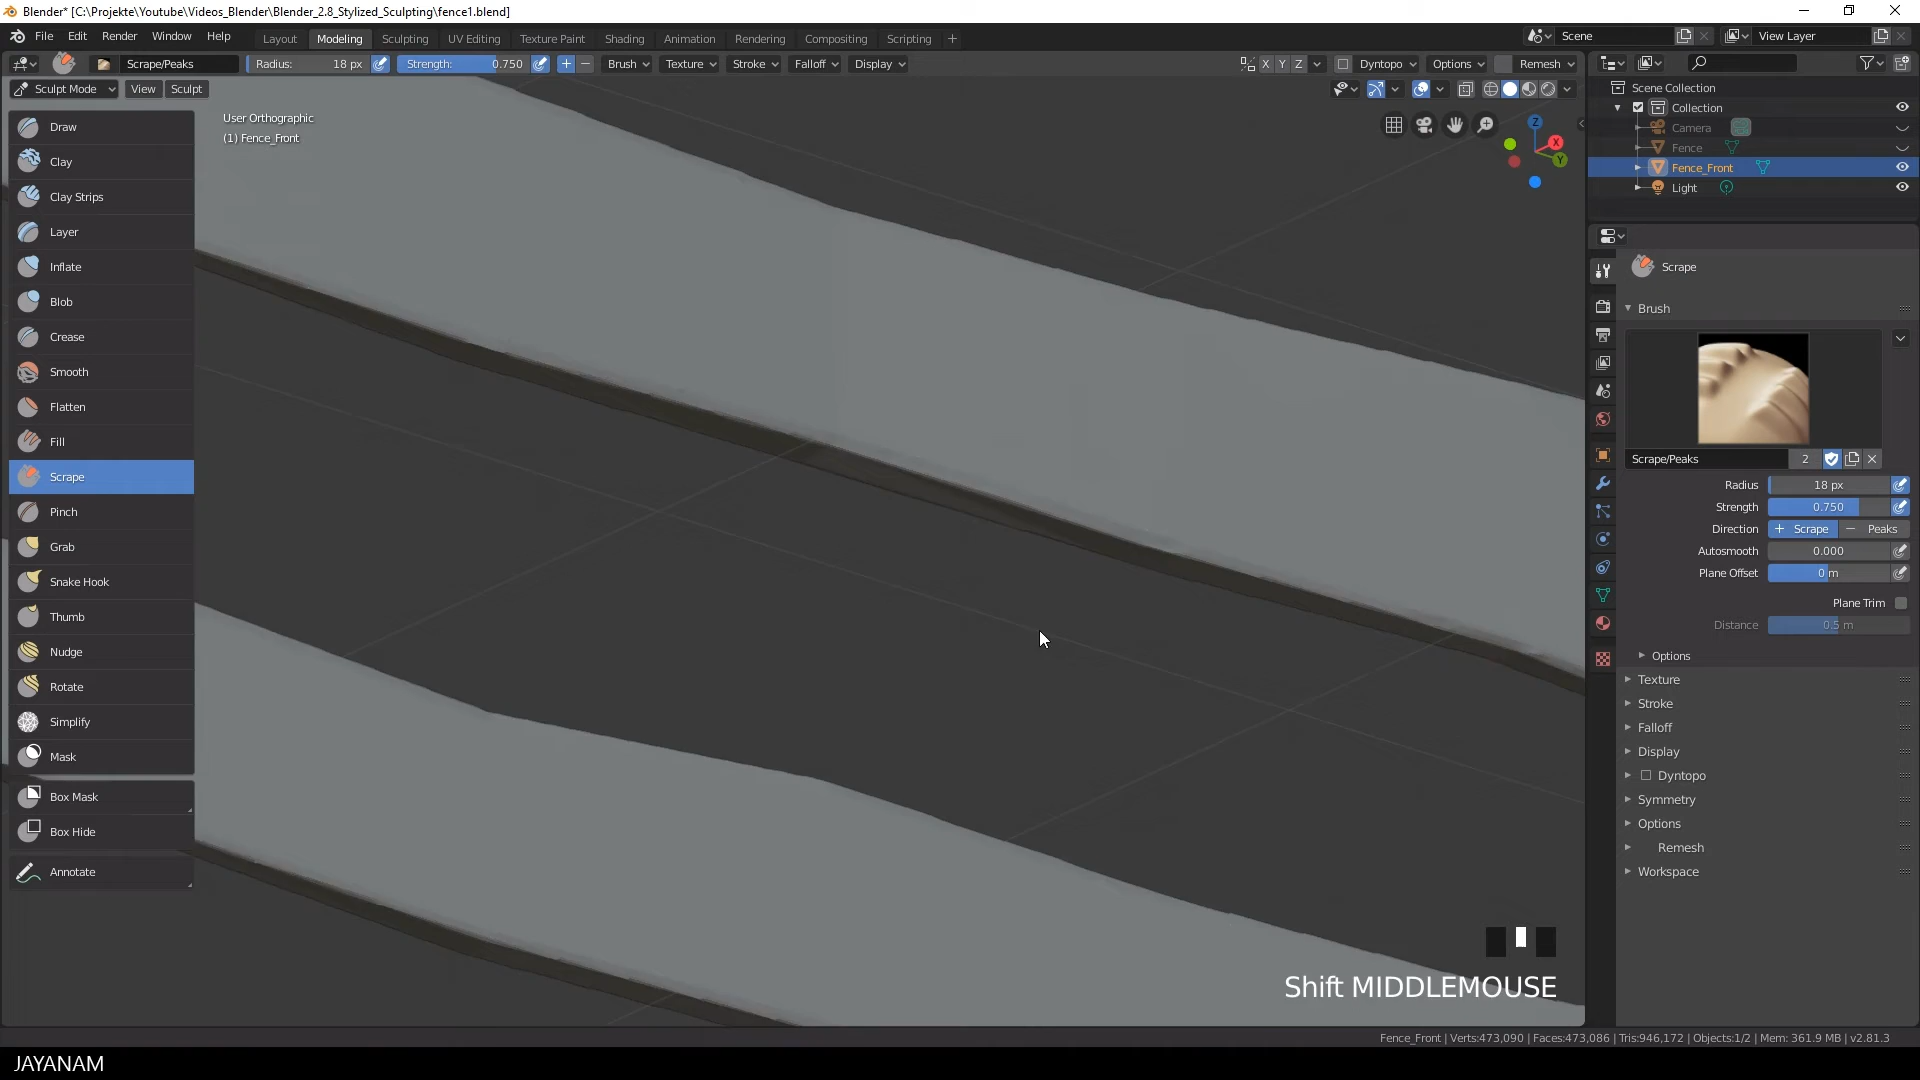 Blender* [C:\Projekte\Youtube\Videos_Blender\Blender_2.8_Stylized_Sculpting\fence1.blend]
File Edit Render Window Help Layout Modeling Sculpting UV Editing Texture Paint Shading Animation Rendering Compositing Scripting + Scene View Layer
Scrape/Peaks Radius: 18 px Strength: 0.750 + − Brush Texture Stroke Falloff Display X Y Z Dyntopo Options Remesh
Sculpt Mode View Sculpt
User Orthographic
(1) Fence_Front
Z
X
Y
Draw
Clay
Clay Strips
Layer
Inflate
Blob
Crease
Smooth
Flatten
Fill
Scrape
Pinch
Grab
Snake Hook
Thumb
Nudge
Rotate
Simplify
Mask
Box Mask
Box Hide
Annotate
Scene Collection
Collection
Camera
Fence
Fence_Front
Light
Scrape
Brush
Scrape/Peaks 2
Radius 18 px
Strength 0.750
Direction + Scrape − Peaks
Autosmooth 0.000
Plane Offset 0 m
Plane Trim
Distance 0.5 m
Options
Texture
Stroke
Falloff
Display
Dyntopo
Symmetry
Options
Remesh
Workspace
Shift MIDDLEMOUSE
Fence_Front | Verts:473,090 | Faces:473,086 | Tris:946,172 | Objects:1/2 | Mem: 361.9 MB | v2.81.3
JAYANAM